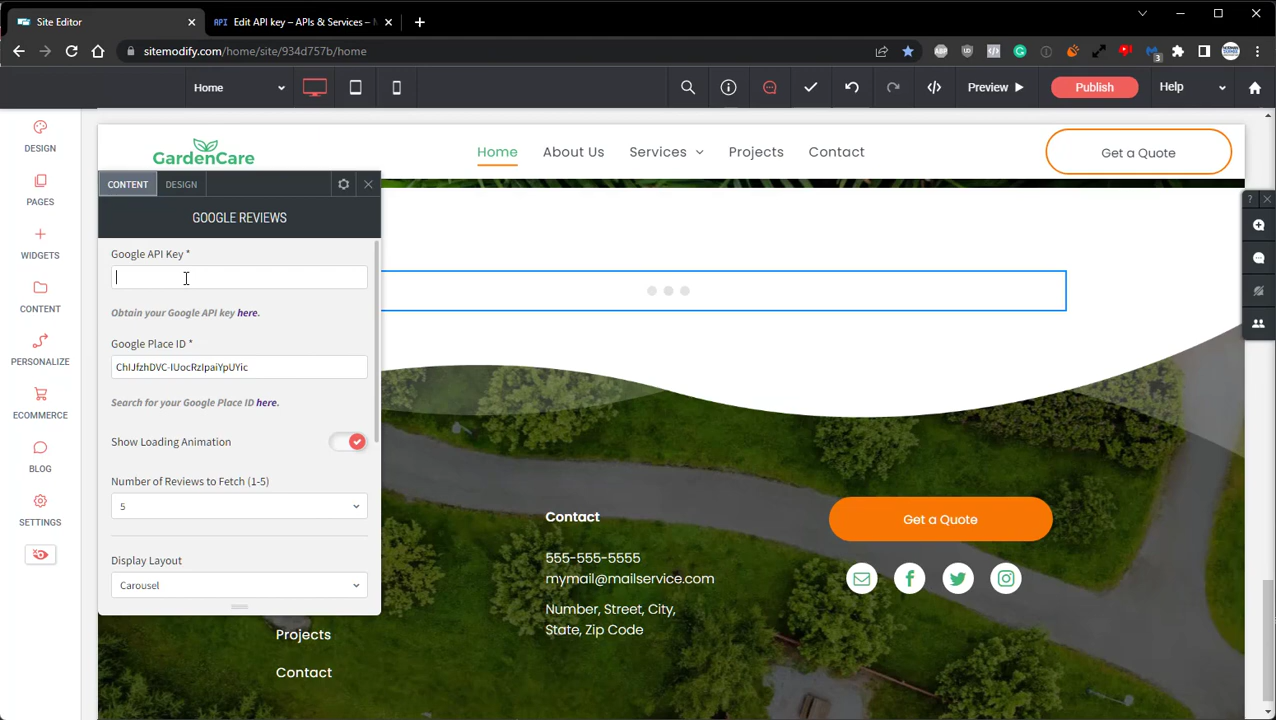 Site Editor
API Edit API key – APIs & Services –
sitemodify.com/home/site/934d757b/home
3
Home
Preview
Publish
Help
DESIGN
PAGES
WIDGETS
CONTENT
PERSONALIZE
ECOMMERCE
BLOG
SETTINGS
GardenCare
Home
About Us
Services
Projects
Contact
Get a Quote
CONTENT
DESIGN
GOOGLE REVIEWS
Google API Key *
Obtain your Google API key here.
Google Place ID *
ChIJfzhDVC-IUocRzIpaiYpUYic
Search for your Google Place ID here.
Show Loading Animation
Number of Reviews to Fetch (1-5)
5
Display Layout
Carousel
?
Projects
Contact
Contact
555-555-5555
mymail@mailservice.com
Number, Street, City,
State, Zip Code
Get a Quote